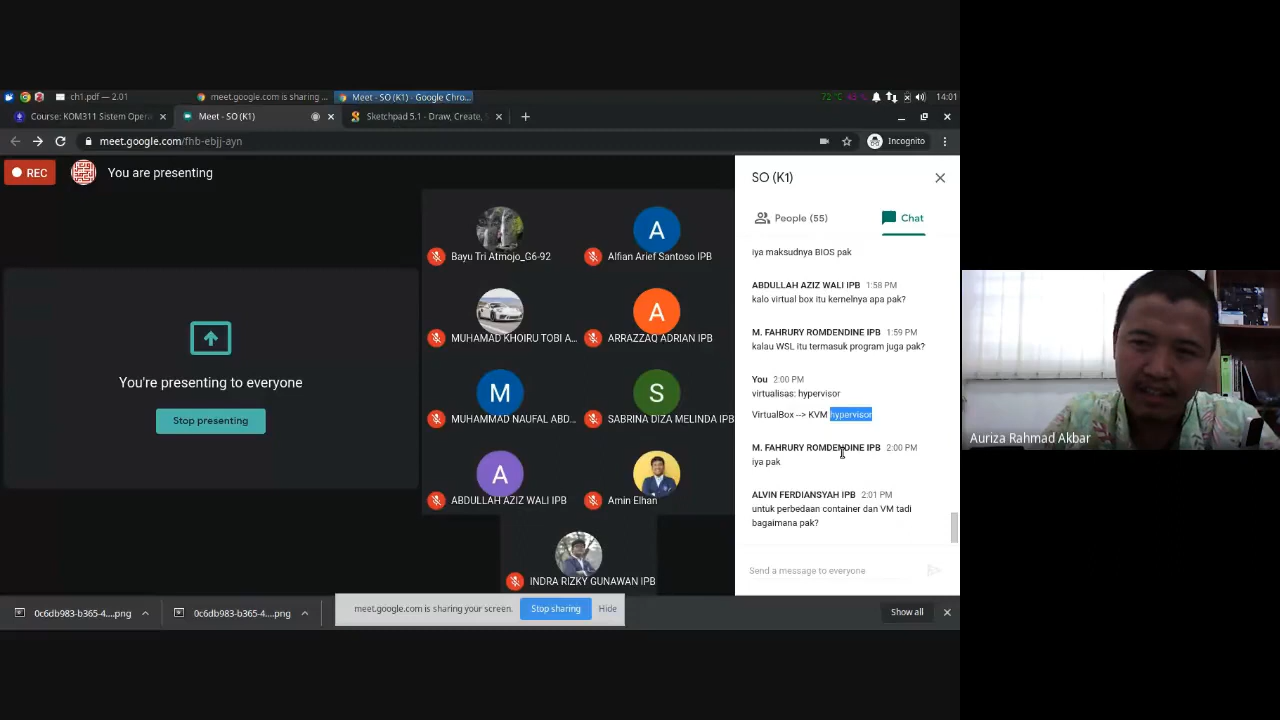 ch1.pdf — 2.01
meet.google.com is sharing ...
Meet - SO (K1) - Google Chro...
72°C
14:01
Course: KOM311 Sistem Oper
Meet - SO (K1)
Sketchpad 5.1 - Draw, Create,
meet.google.com/fhb-ebjj-ayn
Incognito
REC
You are presenting
SO (K1)
People (55)
Chat
Bayu Tri Atmojo_G6-92
A
Alfian Arief Santoso IPB
MUHAMAD KHOIRU TOBI A...
A
ARRAZZAQ ADRIAN IPB
M
MUHAMMAD NAUFAL ABD...
S
SABRINA DIZA MELINDA IPB
A
ABDULLAH AZIZ WALI IPB
Amin Elhan
INDRA RIZKY GUNAWAN IPB
You're presenting to everyone
Stop presenting
iya maksudnya BIOS pak
ABDULLAH AZIZ WALI IPB 1:58 PM
kalo virtual box itu kernelnya apa pak?
M. FAHRURY ROMDENDINE IPB 1:59 PM
kalau WSL itu termasuk program juga pak?
You 2:00 PM
virtualisas: hypervisor
VirtualBox --> KVM hypervisor
M. FAHRURY ROMDENDINE IPB 2:00 PM
iya pak
ALVIN FERDIANSYAH IPB 2:01 PM
untuk perbedaan container dan VM tadi
bagaimana pak?
Send a message to everyone
Auriza Rahmad Akbar
0c6db983-b365-4....png
0c6db983-b365-4....png
meet.google.com is sharing your screen.
Stop sharing
Hide
Show all